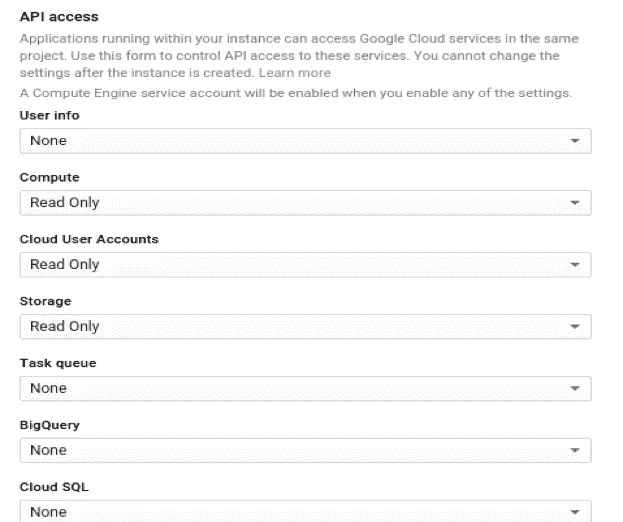 API access
Applications running within your instance can access Google Cloud services in the same
project. Use this form to control API access to these services. You cannot change the
settings after the instance is created. Learn more
A Compute Engine service account will be enabled when you enable any of the settings.
User info
None
Compute
Read Only
Cloud User Accounts
Read Only
Storage
Read Only
Task queue
None
BigQuery
None
Cloud SQL
None